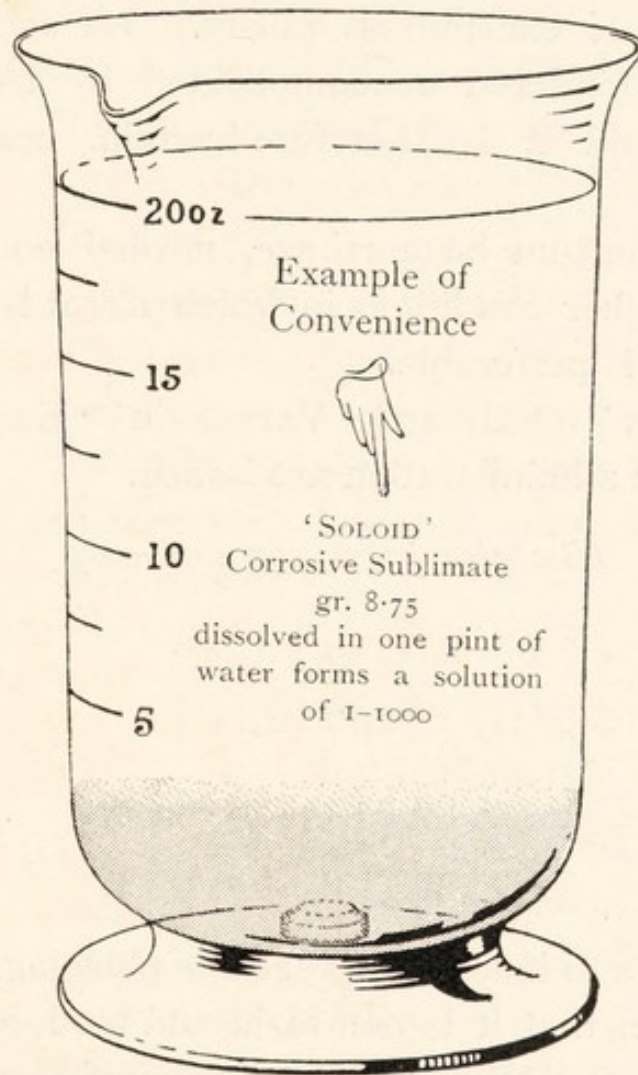 20oz
Example of
Convenience
15
'SOLOID'
10
Corrosive Sublimate
gr. 8·75
dissolved in one pint of
water forms a solution
of 1-1000
5